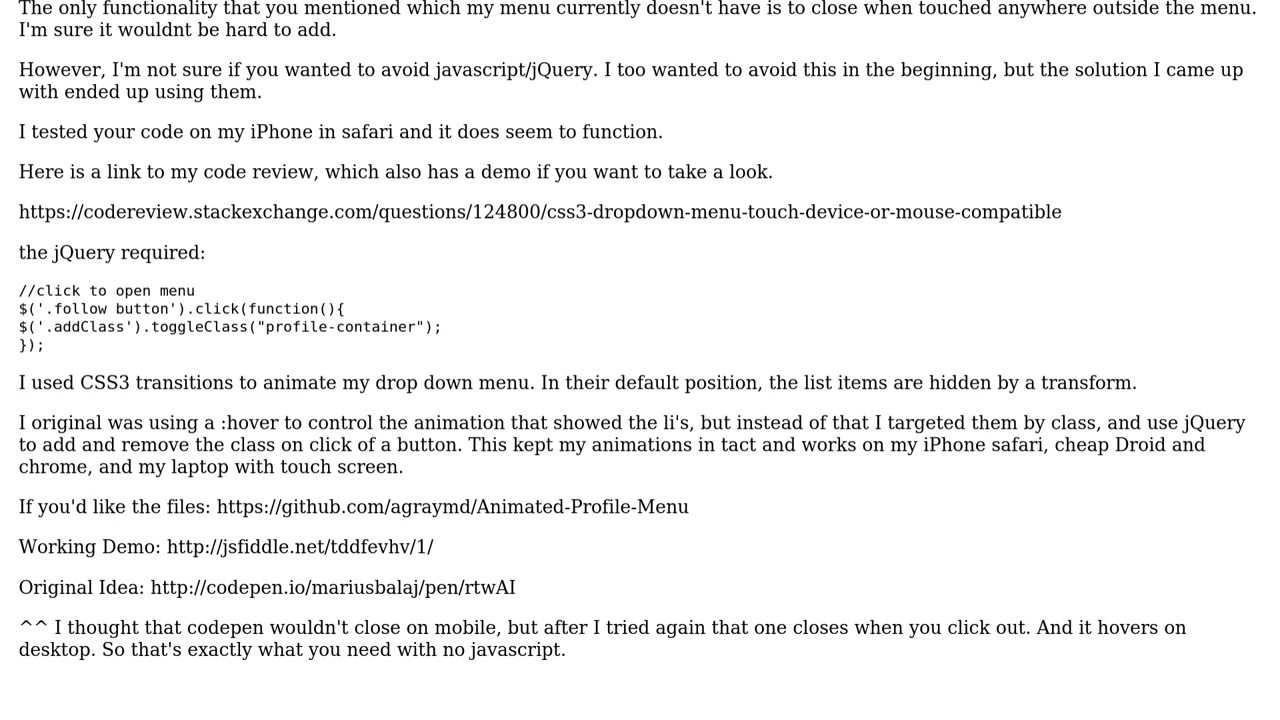 The only functionality that you mentioned which my menu currently doesn't have is to close when touched anywhere outside the menu.
I'm sure it wouldnt be hard to add.
However, I'm not sure if you wanted to avoid javascript/jQuery. I too wanted to avoid this in the beginning, but the solution I came up
with ended up using them.
I tested your code on my iPhone in safari and it does seem to function.
Here is a link to my code review, which also has a demo if you want to take a look.
https://codereview.stackexchange.com/questions/124800/css3-dropdown-menu-touch-device-or-mouse-compatible
the jQuery required:
//click to open menu
$('.follow button').click(function(){
$('.addClass').toggleClass("profile-container");
});
I used CSS3 transitions to animate my drop down menu. In their default position, the list items are hidden by a transform.
I original was using a :hover to control the animation that showed the li's, but instead of that I targeted them by class, and use jQuery
to add and remove the class on click of a button. This kept my animations in tact and works on my iPhone safari, cheap Droid and
chrome, and my laptop with touch screen.
If you'd like the files: https://github.com/agraymd/Animated-Profile-Menu
Working Demo: http://jsfiddle.net/tddfevhv/1/
Original Idea: http://codepen.io/mariusbalaj/pen/rtwAI
^^ I thought that codepen wouldn't close on mobile, but after I tried again that one closes when you click out. And it hovers on
desktop. So that's exactly what you need with no javascript.